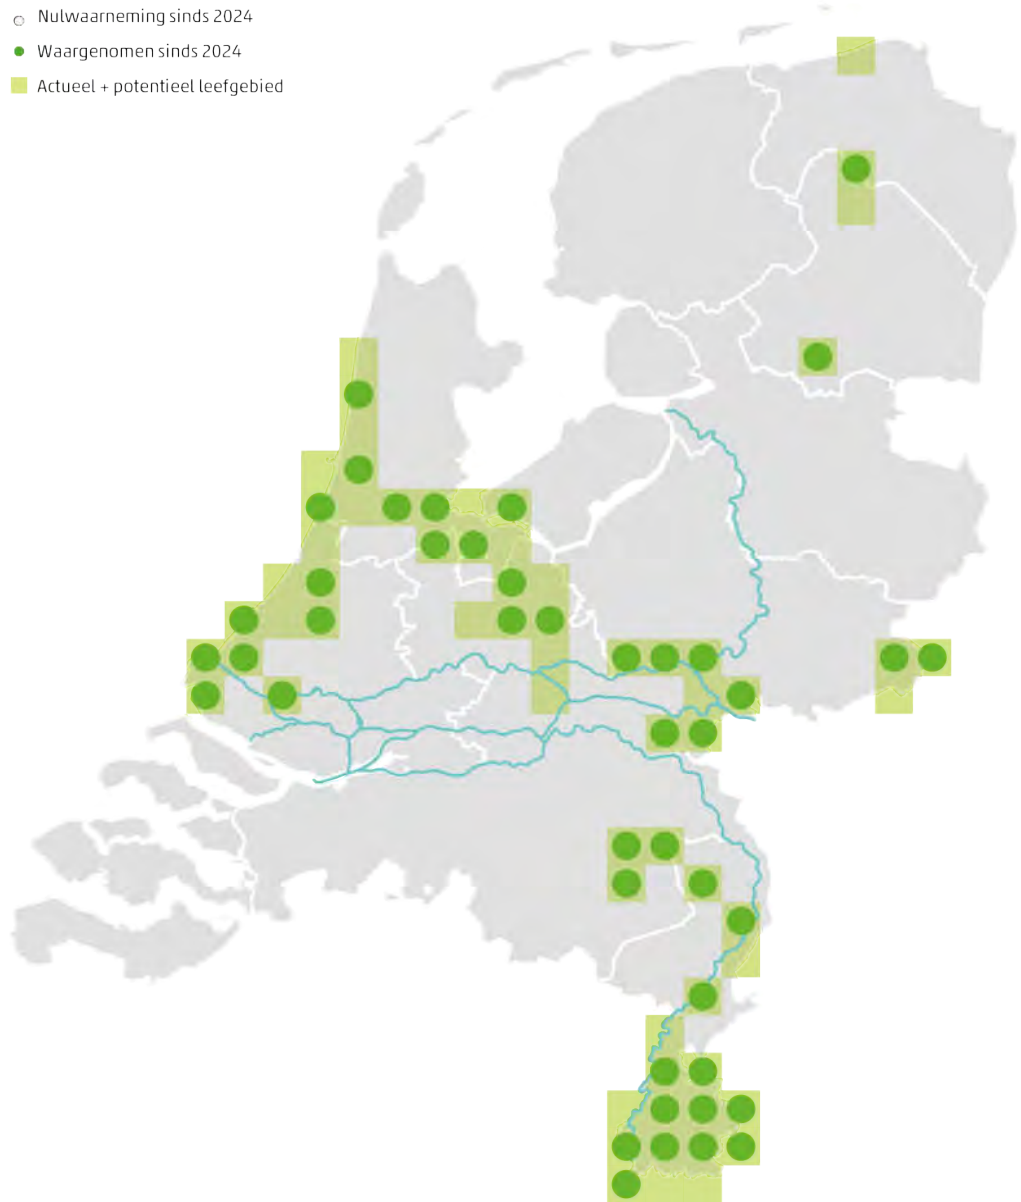 Nulwaarneming sinds 2024
Waargenomen sinds 2024
Actueel + potentieel leefgebied